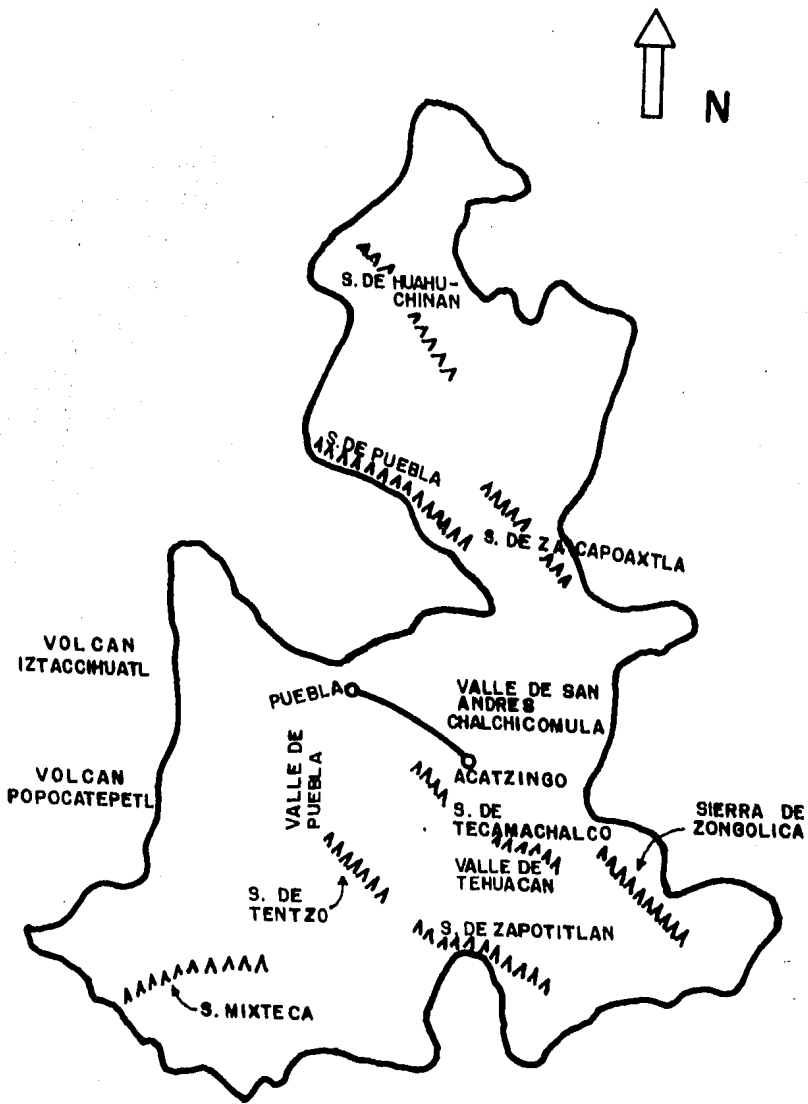 N
S. DE HUAHU-
CHINAN
S. DE PUEBLA
S. DE ZACAPOAXTLA
VOLCAN
IZTACCIHUATL
PUEBLA
VALLE DE SAN
ANDRES
CHALCHICOMULA
VOLCAN
POPOCATEPETL
VALLE DE
PUEBLA
ACATZINGO
S. DE
TECAMACHALCO
SIERRA DE
ZONGOLICA
VALLE DE
TEHUACAN
S. DE
TENTZO
S. DE ZAPOTITLAN
S. MIXTECA